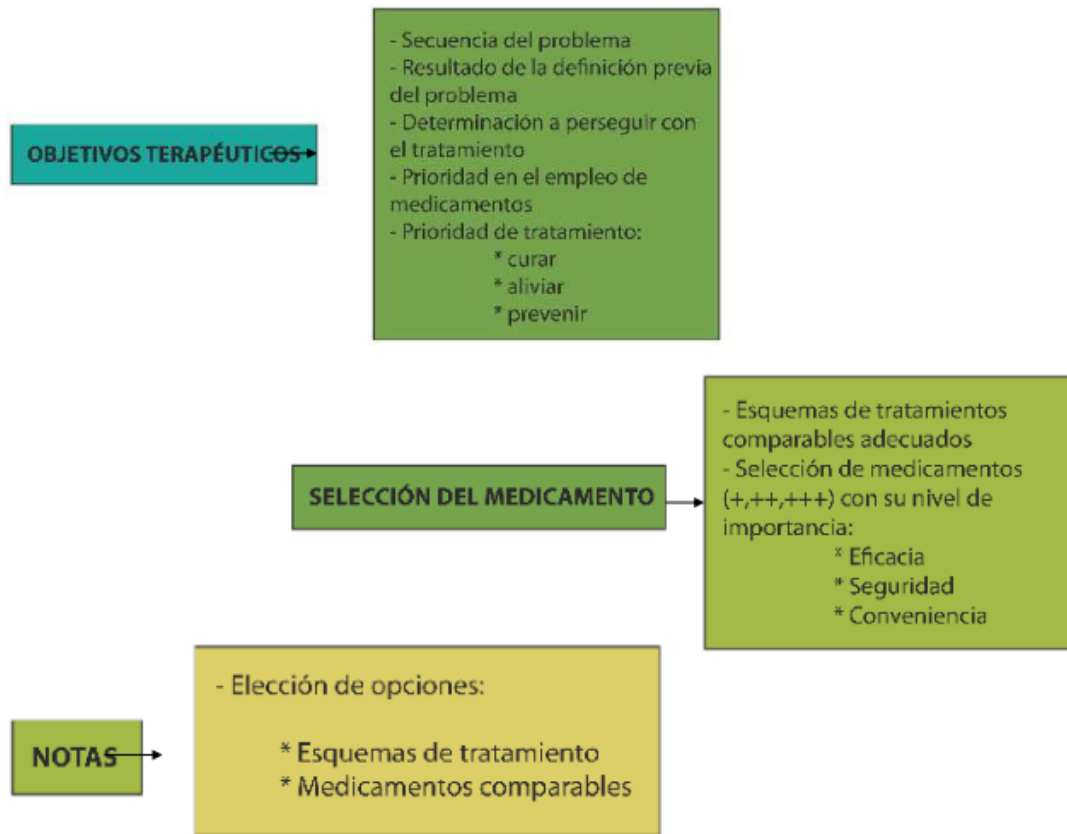 OBJETIVOS TERAPÉUTICOS
- Secuencia del problema
- Resultado de la definición previa
del problema
- Determinación a perseguir con
el tratamiento
- Prioridad en el empleo de
medicamentos
- Prioridad de tratamiento:
* curar
* aliviar
* prevenir
SELECCIÓN DEL MEDICAMENTO
- Esquemas de tratamientos
comparables adecuados
- Selección de medicamentos
(+,++,+++) con su nivel de
importancia:
* Eficacia
* Seguridad
* Conveniencia
NOTAS
- Elección de opciones:
* Esquemas de tratamiento
* Medicamentos comparables